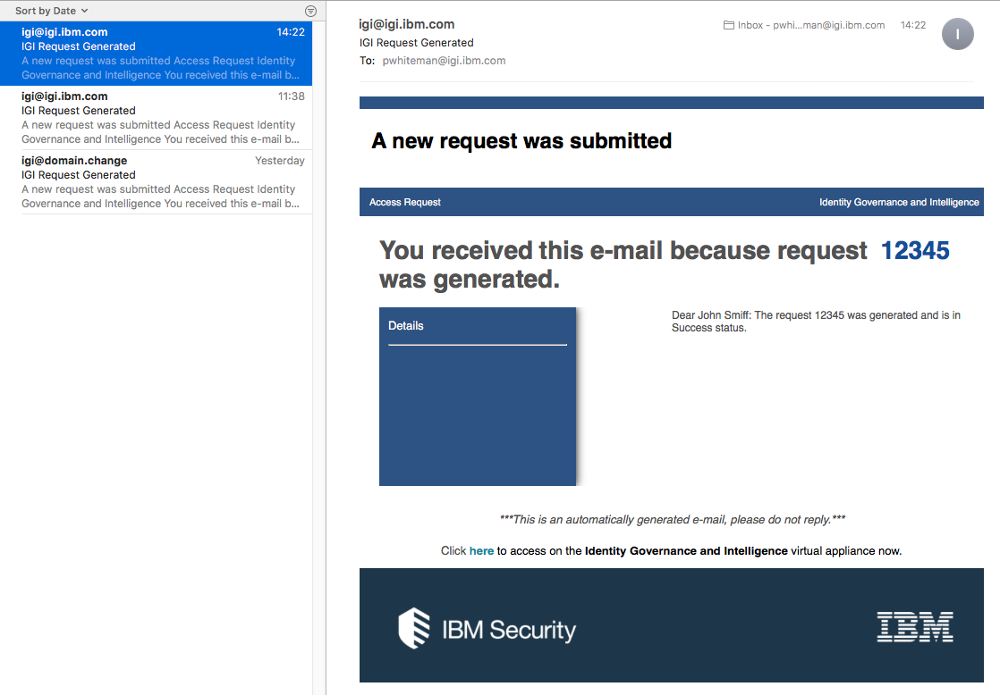 Sort by Date
igi@igi.ibm.com 14:22
IGI Request Generated
A new request was submitted Access Request Identity
Governance and Intelligence You received this e-mail b...
igi@igi.ibm.com 11:38
IGI Request Generated
A new request was submitted Access Request Identity
Governance and Intelligence You received this e-mail b...
igi@domain.change Yesterday
IGI Request Generated
A new request was submitted Access Request Identity
Governance and Intelligence You received this e-mail b...
igi@igi.ibm.com Inbox - pwhi...man@igi.ibm.com 14:22 I
IGI Request Generated
To: pwhiteman@igi.ibm.com
A new request was submitted
Access Request Identity Governance and Intelligence
You received this e-mail because request 12345
was generated.
Details
Dear John Smiff: The request 12345 was generated and is in
Success status.
***This is an automatically generated e-mail, please do not reply.***
Click here to access on the Identity Governance and Intelligence virtual appliance now.
IBM Security IBM